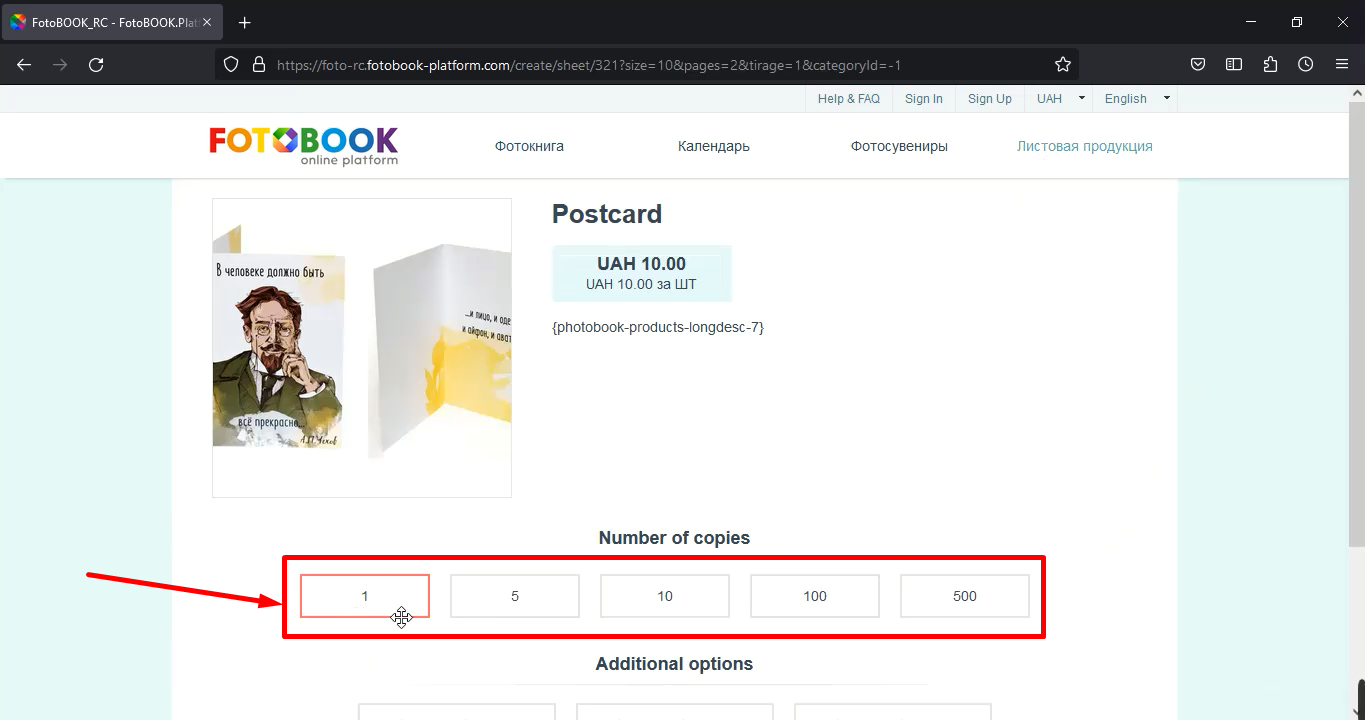 FotoBOOK_RC - FotoBOOK.Plat
https://foto-rc.fotobook-platform.com/create/sheet/321?size=10&pages=2&tirage=1&categoryId=-1
Help & FAQ Sign In Sign Up UAH English
FOTOBOOK
online platform
Фотокнига Календарь Фотосувениры Листовая продукция
Postcard
UAH 10.00
UAH 10.00 за ШТ
{photobook-products-longdesc-7}
В человеке должно быть
всё прекрасно...
А.П.Чехов
...и лицо, и оде
и айфон, и ават
Number of copies
1 5 10 100 500
Additional options